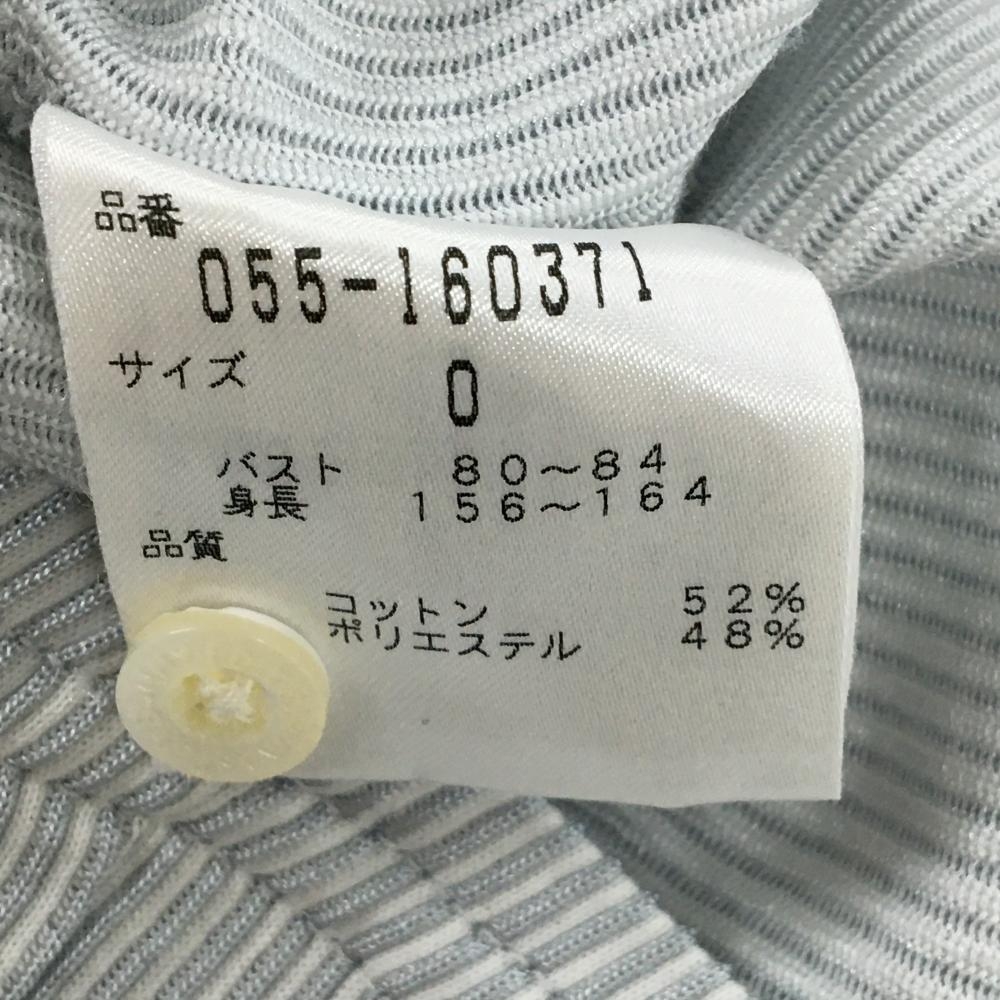 品番
055-160371
サイズ 0
バスト 80～84
身長 156～164
品質
コットン 52%
ポリエステル 48%